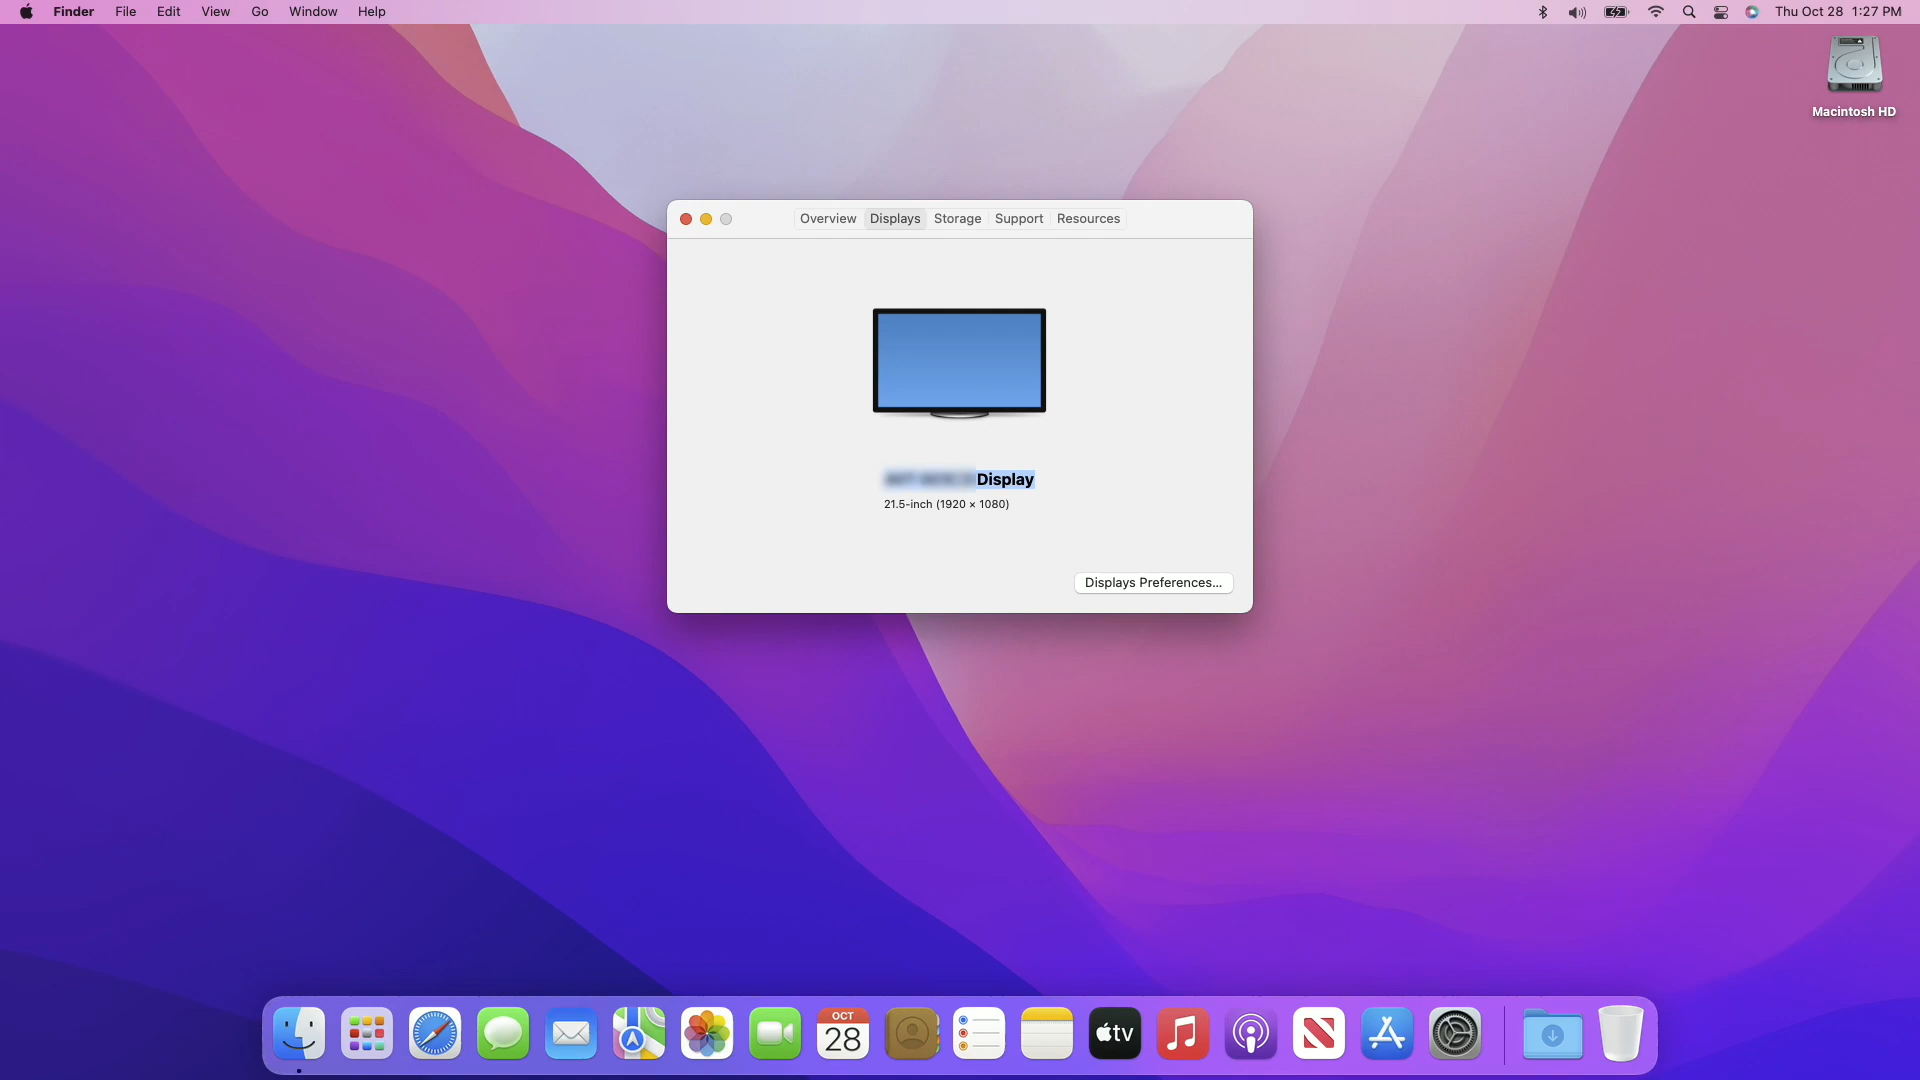 Finder File Edit View Go Window Help Thu Oct 28 1:27 PM
Macintosh HD
Overview Displays Storage Support Resources
Display
21.5-inch (1920 × 1080)
Displays Preferences...
OCT
28
tv